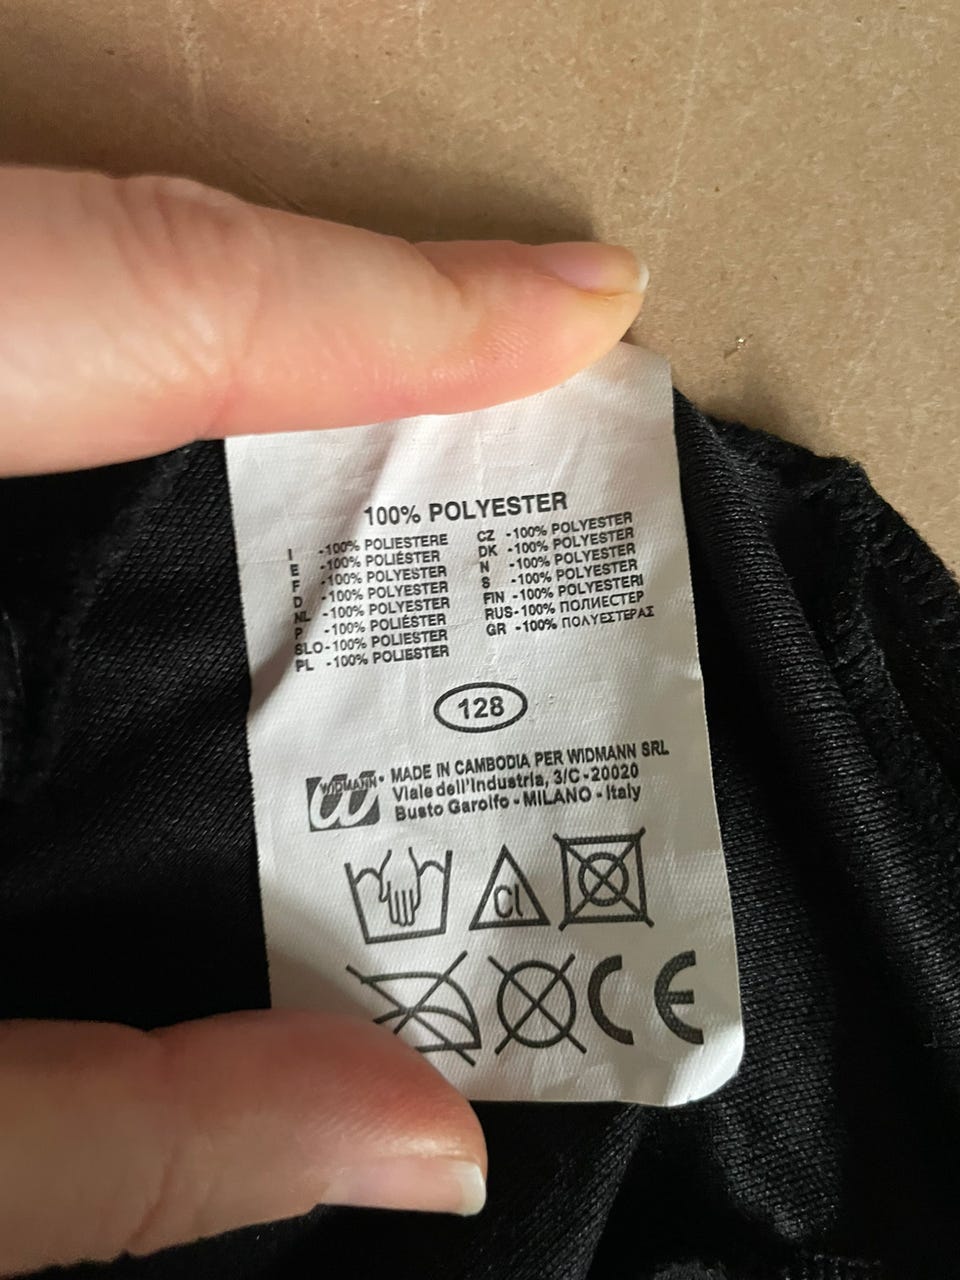 100% POLYESTER
I -100% POLIESTERE
E -100% POLIÉSTER
F -100% POLYESTER
D -100% POLYESTER
NL -100% POLYESTER
P -100% POLIÉSTER
SLO-100% POLIESTER
PL -100% POLIESTER
CZ -100% POLYESTER
DK -100% POLYESTER
N -100% POLYESTER
S -100% POLYESTER
FIN -100% POLYESTERI
RUS-100% ПОЛИЕСТЕР
GR -100% ΠΟΛΥΕΣΤΕΡΑΣ
128
WIDMANN
MADE IN CAMBODIA PER WIDMANN SRL
Viale dell'Industria, 3/C - 20020
Busto Garolfo - MILANO - Italy
Cl
CE